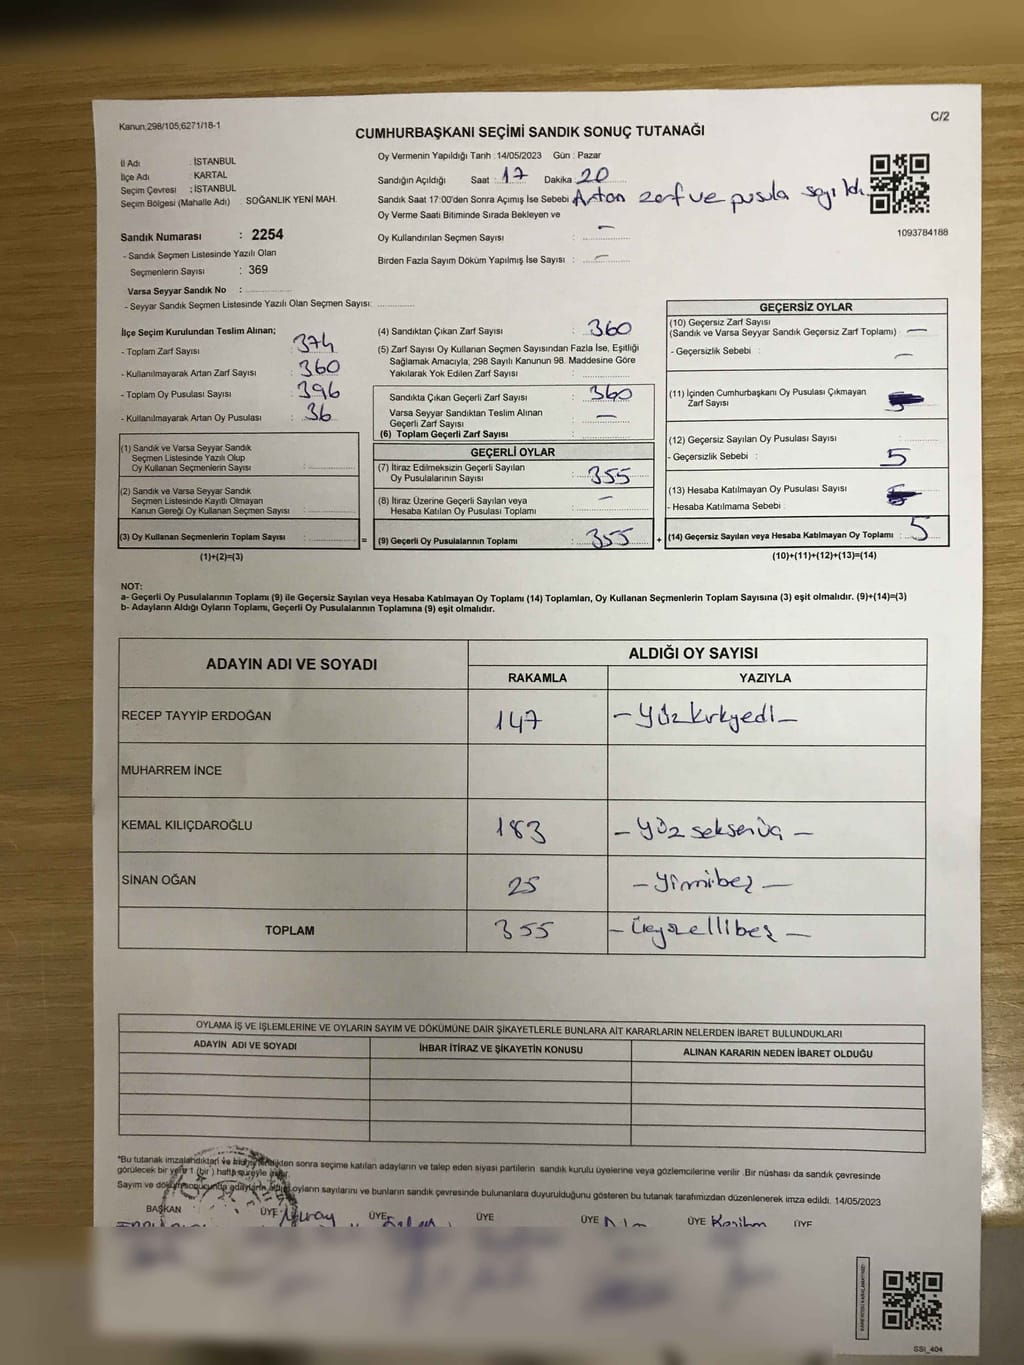 Kanun,298/105;6271/18-1
C/2
CUMHURBAŞKANI SEÇİMİ SANDIK SONUÇ TUTANAĞI
İl Adı : İSTANBUL
İlçe Adı : KARTAL
Seçim Çevresi : İSTANBUL
Seçim Bölgesi (Mahalle Adı) : SOĞANLIK YENİ MAH.
Oy Vermenin Yapıldığı Tarih :14/05/2023 Gün : Pazar
Sandığın Açıldığı Saat : 17 Dakika : 20
Sandık Saat 17:00'den Sonra Açımış İse Sebebi : Artan zarf ve pusula sayıldı.
Oy Verme Saati Bitiminde Sırada Bekleyen ve
Oy Kullandırılan Seçmen Sayısı : —
Birden Fazla Sayım Döküm Yapılmış İse Sayısı : —
1093784188
Sandık Numarası : 2254
- Sandık Seçmen Listesinde Yazılı Olan
Seçmenlerin Sayısı : 369
Varsa Seyyar Sandık No :
- Seyyar Sandık Seçmen Listesinde Yazılı Olan Seçmen Sayısı:
İlçe Seçim Kurulundan Teslim Alınan;
- Toplam Zarf Sayısı : 374
- Kullanılmayarak Artan Zarf Sayısı : 360
- Toplam Oy Pusulası Sayısı : 396
- Kullanılmayarak Artan Oy Pusulası : 36
(1) Sandık ve Varsa Seyyar Sandık
Seçmen Listesinde Yazılı Olup
Oy Kullanan Seçmenlerin Sayısı :
(2) Sandık ve Varsa Seyyar Sandık
Seçmen Listesinde Kayıtlı Olmayan
Kanun Gereği Oy Kullanan Seçmen Sayısı :
(3) Oy Kullanan Seçmenlerin Toplam Sayısı :
(1)+(2)=(3)
=
(4) Sandıktan Çıkan Zarf Sayısı : 360
(5) Zarf Sayısı Oy Kullanan Seçmen Sayısından Fazla İse, Eşitliği
Sağlamak Amacıyla, 298 Sayılı Kanunun 98. Maddesine Göre
Yakılarak Yok Edilen Zarf Sayısı :
Sandıkta Çıkan Geçerli Zarf Sayısı : 360
Varsa Seyyar Sandıktan Teslim Alınan
Geçerli Zarf Sayısı : —
(6) Toplam Geçerli Zarf Sayısı :
GEÇERLİ OYLAR
(7) İtiraz Edilmeksizin Geçerli Sayılan
Oy Pusulalarının Sayısı : 355
(8) İtiraz Üzerine Geçerli Sayılan veya
Hesaba Katılan Oy Pusulası Toplamı : —
(9) Geçerli Oy Pusulalarının Toplamı : 355
+
GEÇERSİZ OYLAR
(10) Geçersiz Zarf Sayısı
(Sandık ve Varsa Seyyar Sandık Geçersiz Zarf Toplamı) : —
- Geçersizlik Sebebi : —
(11) İçinden Cumhurbaşkanı Oy Pusulası Çıkmayan
Zarf Sayısı
(12) Geçersiz Sayılan Oy Pusulası Sayısı :
- Geçersizlik Sebebi : 5
(13) Hesaba Katılmayan Oy Pusulası Sayısı :
- Hesaba Katılmama Sebebi :
(14) Geçersiz Sayılan veya Hesaba Katılmayan Oy Toplamı : 5
(10)+(11)+(12)+(13)=(14)
NOT:
a- Geçerli Oy Pusulalarının Toplamı (9) ile Geçersiz Sayılan veya Hesaba Katılmayan Oy Toplamı (14) Toplamları, Oy Kullanan Seçmenlerin Toplam Sayısına (3) eşit olmalıdır. (9)+(14)=(3)
b- Adayların Aldığı Oyların Toplamı, Geçerli Oy Pusulalarının Toplamına (9) eşit olmalıdır.
ADAYIN ADI VE SOYADI
ALDIĞI OY SAYISI
RAKAMLA YAZIYLA
RECEP TAYYİP ERDOĞAN 147 - Yüzkırkyedi -
MUHARREM İNCE
KEMAL KILIÇDAROĞLU 183 - Yüz seksenüç -
SİNAN OĞAN 25 - Yirmibeş -
TOPLAM 355 - Üçyüzellibeş -
OYLAMA İŞ VE İŞLEMLERİNE VE OYLARIN SAYIM VE DÖKÜMÜNE DAİR ŞİKAYETLERLE BUNLARA AİT KARARLARIN NELERDEN İBARET BULUNDUKLARI
ADAYIN ADI VE SOYADI İHBAR İTİRAZ VE ŞİKAYETİN KONUSU ALINAN KARARIN NEDEN İBARET OLDUĞU
*Bu tutanak imzalandıktan ve sonra seçime katılan adayların ve talep eden siyasi partilerin sandık kurulu üyelerine veya gözlemcilerine verilir. Bir nüshası da sandık çevresinde
görülecek bir yere 1 (bir) hafta süreyle asılır.
Sayım ve döküm sonucunda adayların aldığı oyların sayılarını ve bunların sandık çevresinde bulunanlara duyurulduğunu gösteren bu tutanak tarafımızdan düzenlenerek imza edildi. 14/05/2023
BAŞKAN ÜYE ÜYE ÜYE ÜYE ÜYE ÜYE
SSI_404